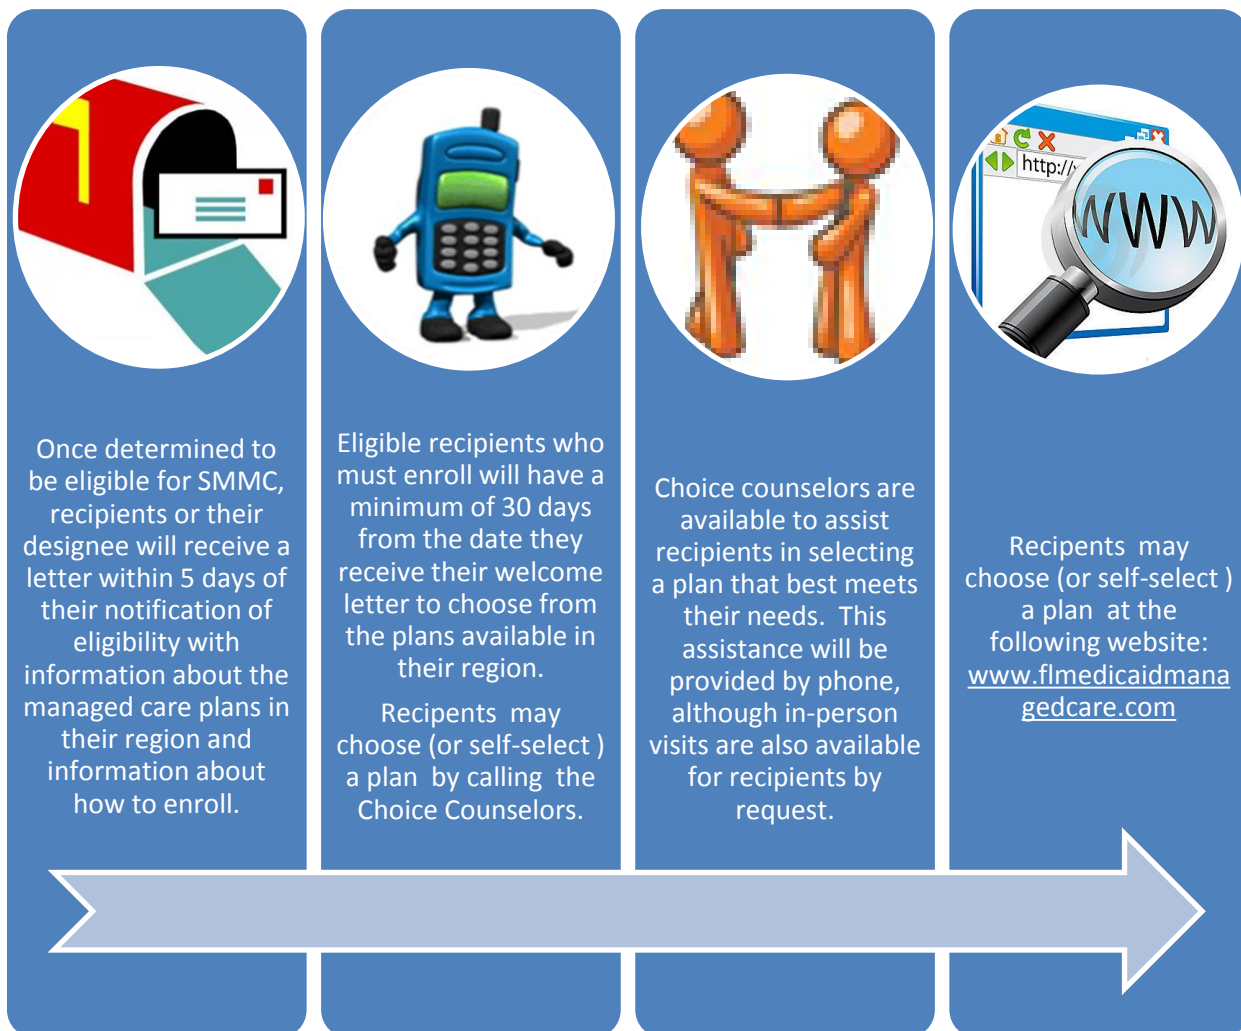 http://
WWW
Once determined to
be eligible for SMMC,
recipients or their
designee will receive a
letter within 5 days of
their notification of
eligibility with
information about the
managed care plans in
their region and
information about
how to enroll.
Eligible recipients who
must enroll will have a
minimum of 30 days
from the date they
receive their welcome
letter to choose from
the plans available in
their region.
Recipents may
choose (or self-select )
a plan by calling the
Choice Counselors.
Choice counselors are
available to assist
recipients in selecting
a plan that best meets
their needs. This
assistance will be
provided by phone,
although in-person
visits are also available
for recipients by
request.
Recipents may
choose (or self-select )
a plan at the
following website:
www.flmedicaidmana
gedcare.com